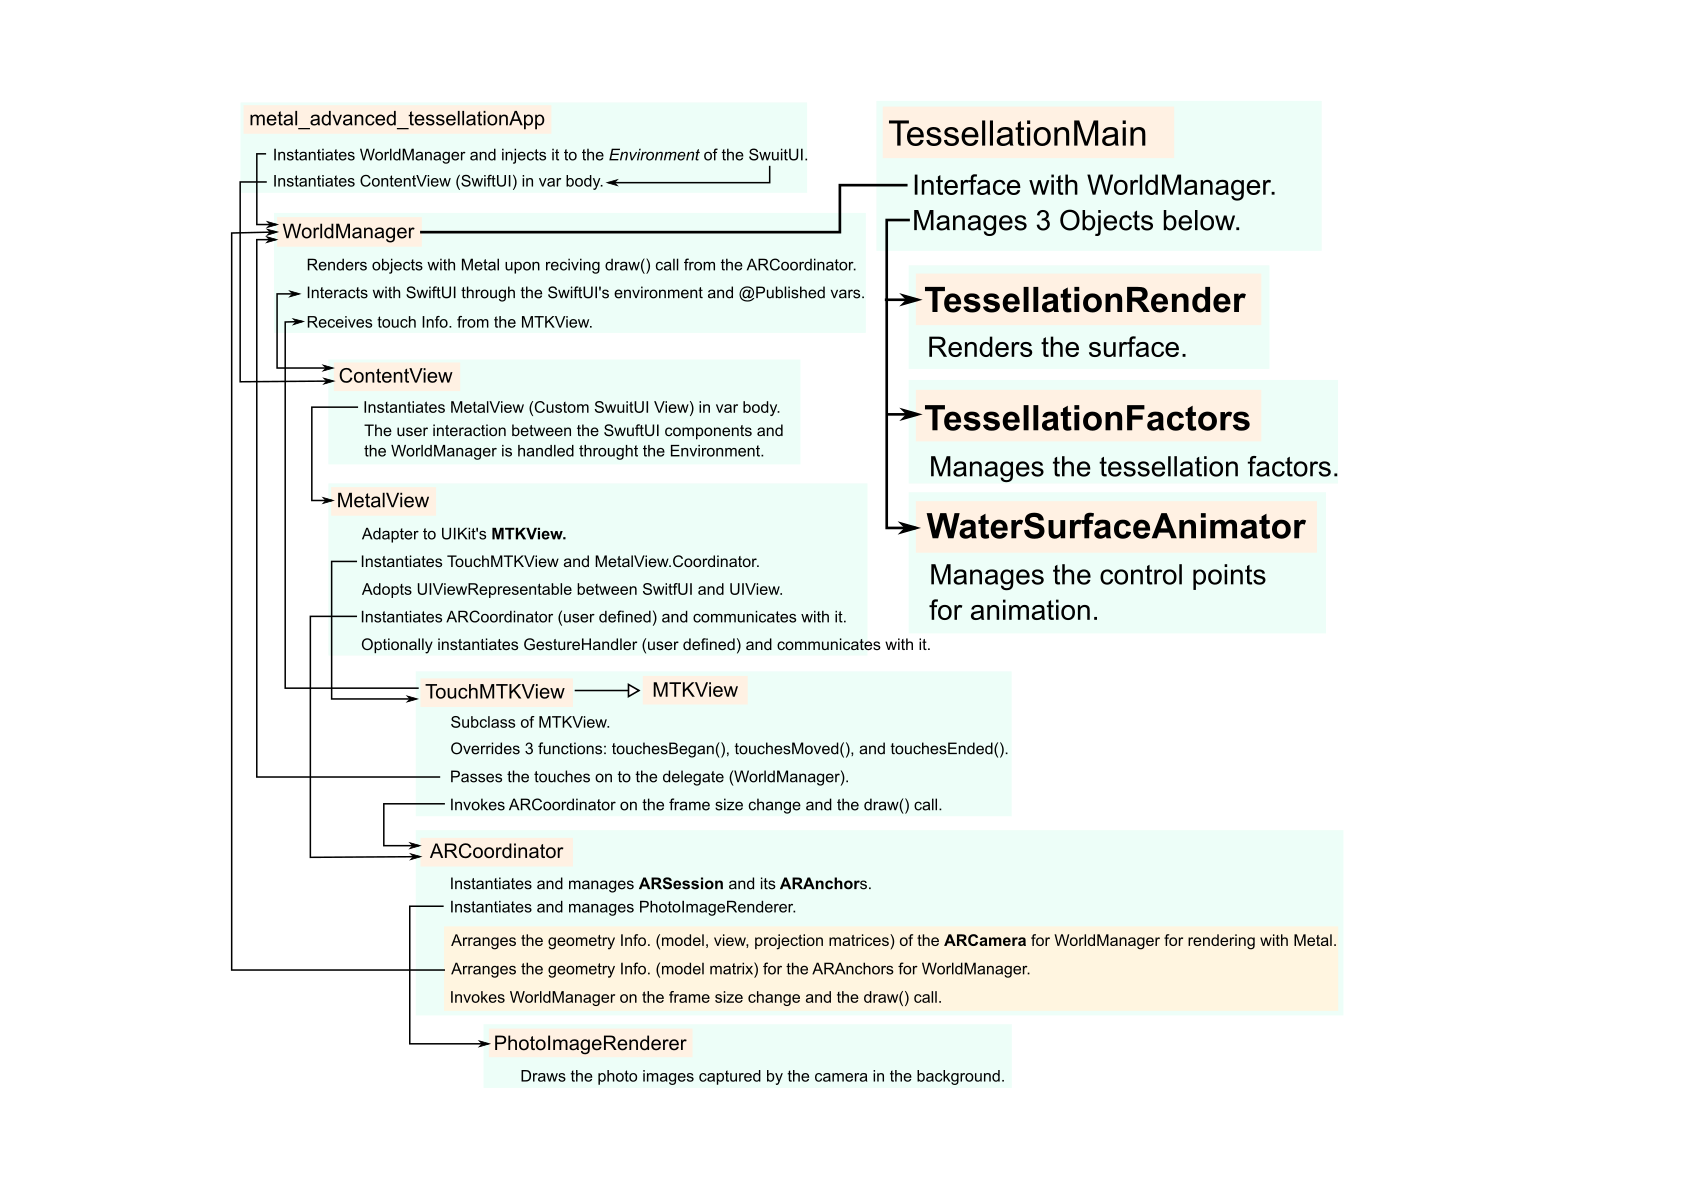 metal_advanced_tessellationApp
Instantiates WorldManager and injects it to the Environment of the SwuitUI.
Instantiates ContentView (SwiftUI) in var body.
WorldManager
Renders objects with Metal upon reciving draw() call from the ARCoordinator.
Interacts with SwiftUI through the SwiftUI's environment and @Published vars.
Receives touch Info. from the MTKView.
ContentView
Instantiates MetalView (Custom SwuitUI View) in var body.
The user interaction between the SwuftUI components and
the WorldManager is handled throught the Environment.
MetalView
Adapter to UIKit's MTKView.
Instantiates TouchMTKView and MetalView.Coordinator.
Adopts UIViewRepresentable between SwitfUI and UIView.
Instantiates ARCoordinator (user defined) and communicates with it.
Optionally instantiates GestureHandler (user defined) and communicates with it.
TouchMTKView
MTKView
Subclass of MTKView.
Overrides 3 functions: touchesBegan(), touchesMoved(), and touchesEnded().
Passes the touches on to the delegate (WorldManager).
Invokes ARCoordinator on the frame size change and the draw() call.
ARCoordinator
Instantiates and manages ARSession and its ARAnchors.
Instantiates and manages PhotoImageRenderer.
Arranges the geometry Info. (model, view, projection matrices) of the ARCamera for WorldManager for rendering with Metal.
Arranges the geometry Info. (model matrix) for the ARAnchors for WorldManager.
Invokes WorldManager on the frame size change and the draw() call.
PhotoImageRenderer
Draws the photo images captured by the camera in the background.
TessellationMain
Interface with WorldManager.
Manages 3 Objects below.
TessellationRender
Renders the surface.
TessellationFactors
Manages the tessellation factors.
WaterSurfaceAnimator
Manages the control points
for animation.